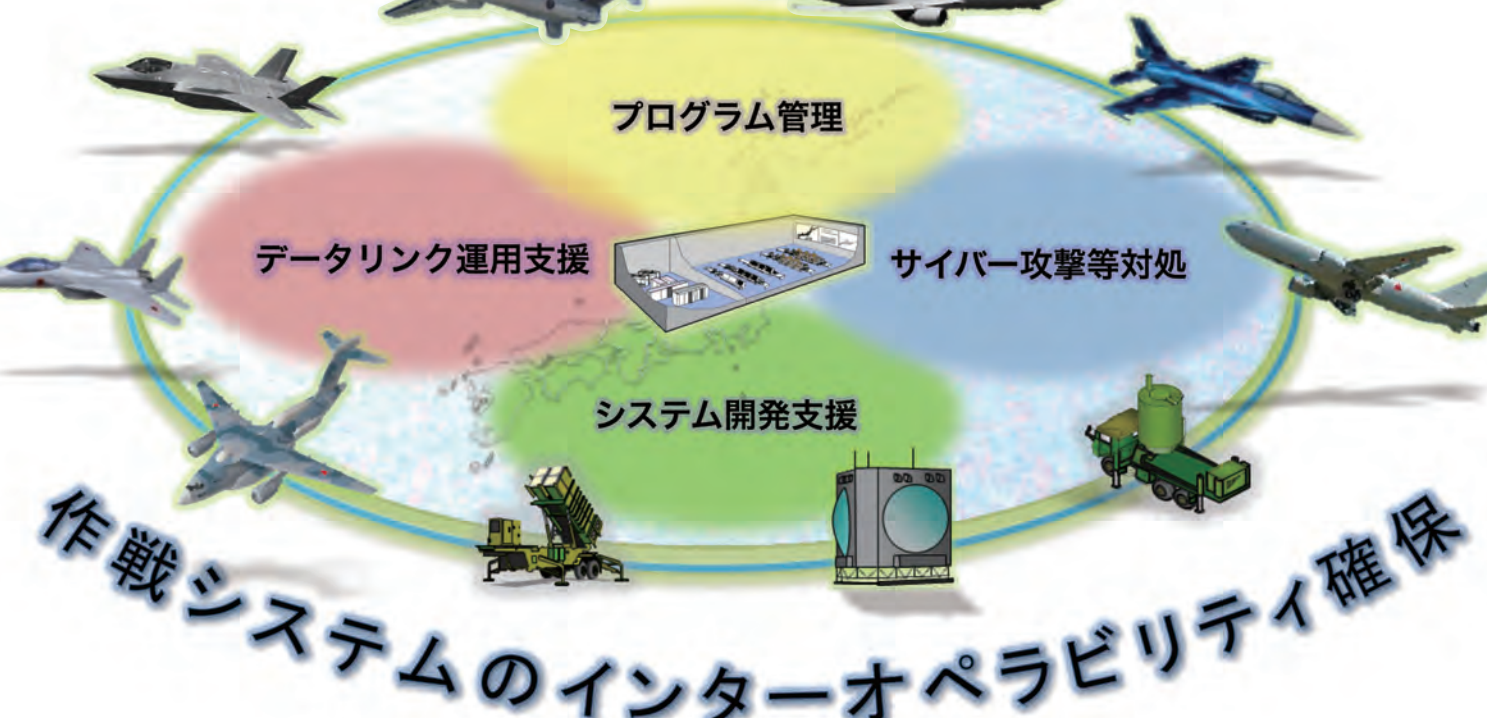 プログラム管理
データリンク運用支援
サイバー攻撃等対処
システム開発支援
作戦システムのインターオペラビリティ確保